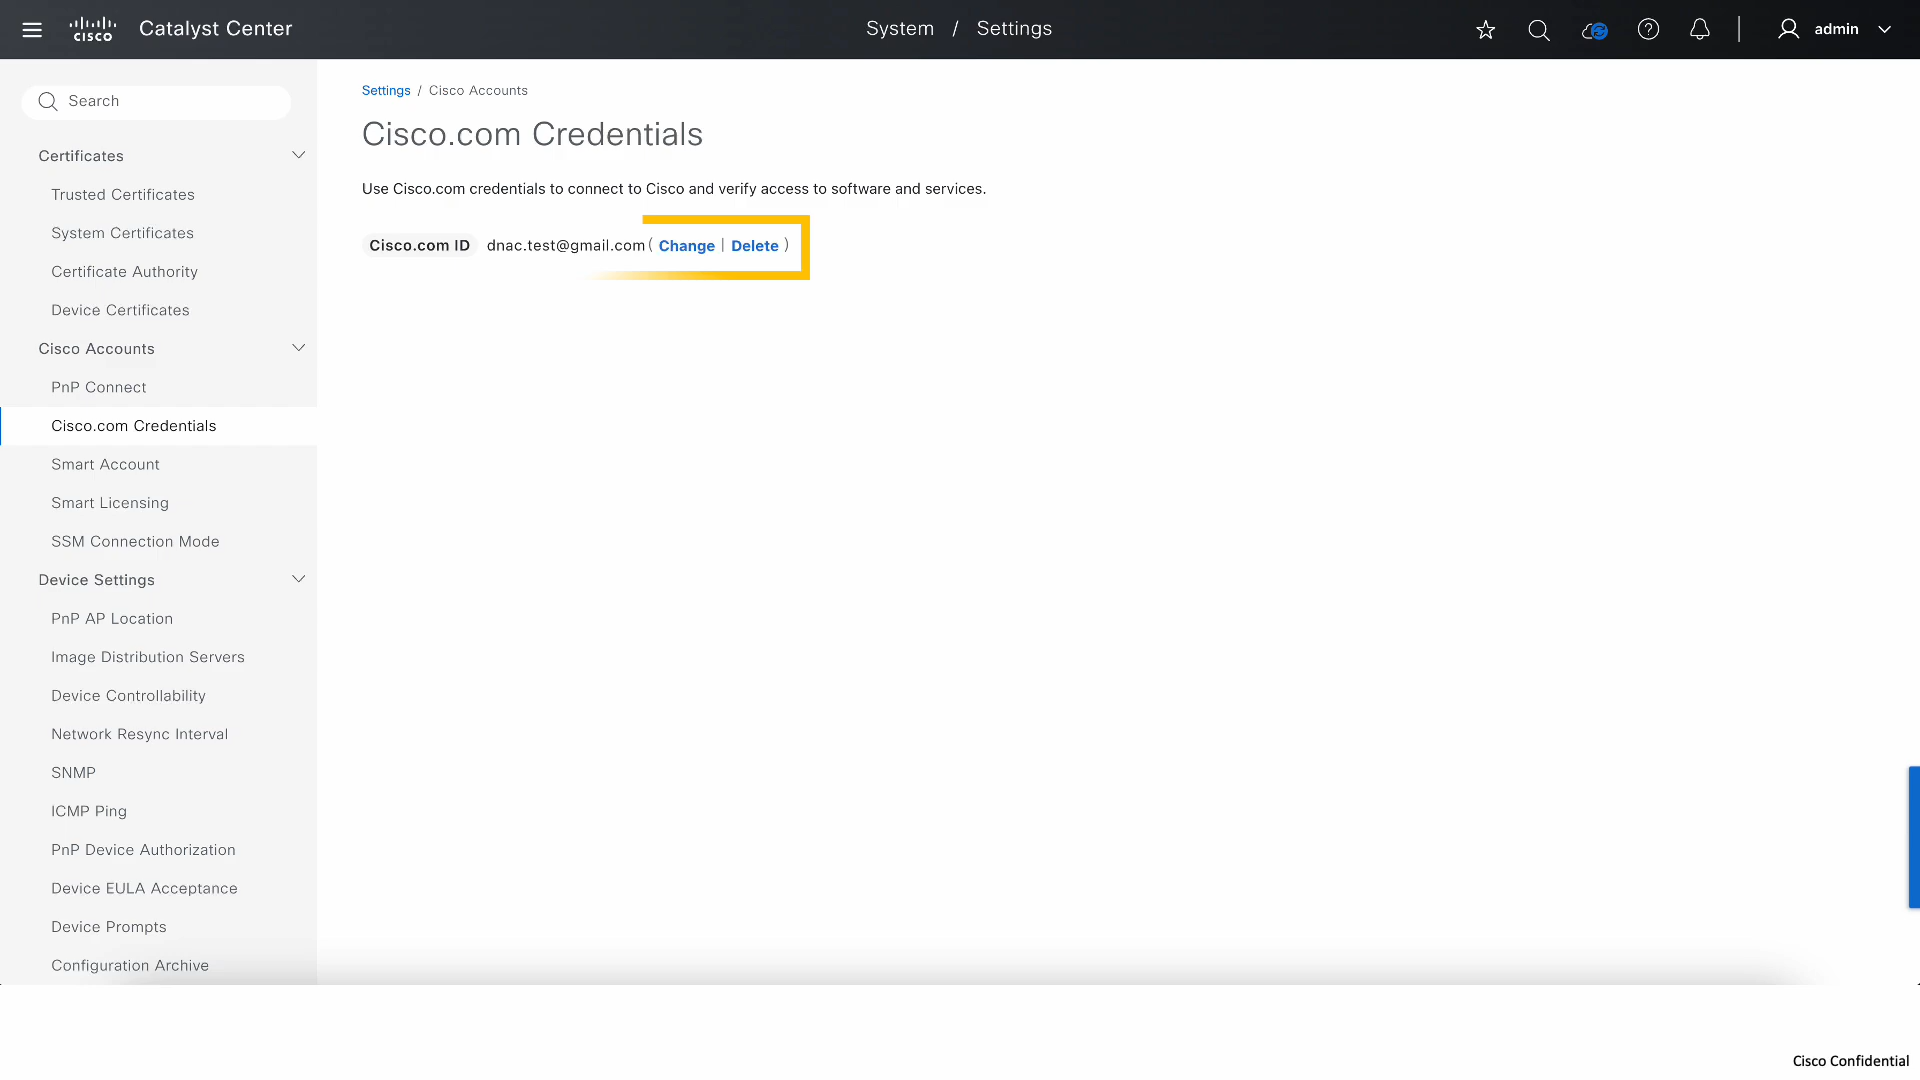 cisco Catalyst Center
System / Settings
admin
Search
Certificates
Trusted Certificates
System Certificates
Certificate Authority
Device Certificates
Cisco Accounts
PnP Connect
Cisco.com Credentials
Smart Account
Smart Licensing
SSM Connection Mode
Device Settings
PnP AP Location
Image Distribution Servers
Device Controllability
Network Resync Interval
SNMP
ICMP Ping
PnP Device Authorization
Device EULA Acceptance
Device Prompts
Configuration Archive
Settings / Cisco Accounts
Cisco.com Credentials
Use Cisco.com credentials to connect to Cisco and verify access to software and services.
Cisco.com ID dnac.test@gmail.com ( Change | Delete )
Cisco Confidential